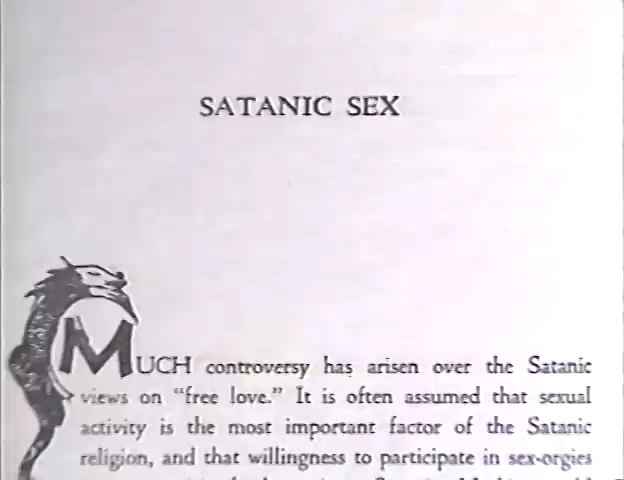 SATANIC SEX
MUCH controversy has arisen over the Satanic
views on "free love." It is often assumed that sexual
activity is the most important factor of the Satanic
religion, and that willingness to participate in sex-orgies